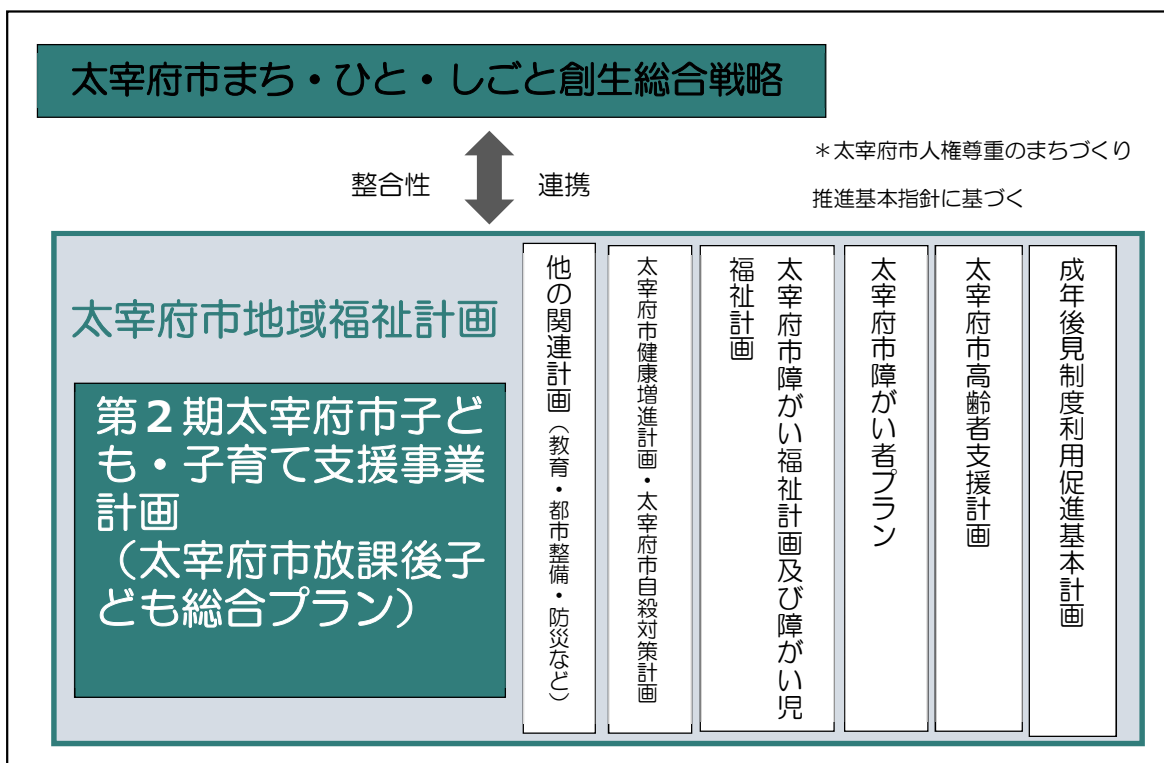 太宰府市まち・ひと・しごと創生総合戦略
整合性
連携
＊太宰府市人権尊重のまちづくり
推進基本指針に基づく
太宰府市地域福祉計画
第２期太宰府市子ど
も・子育て支援事業
計画
（太宰府市放課後子
ども総合プラン）
他の関連計画（教育・都市整備・防災など）
太宰府市健康増進計画・太宰府市自殺対策計画
太宰府市障がい福祉計画及び障がい児
福祉計画
太宰府市障がい者プラン
太宰府市高齢者支援計画
成年後見制度利用促進基本計画